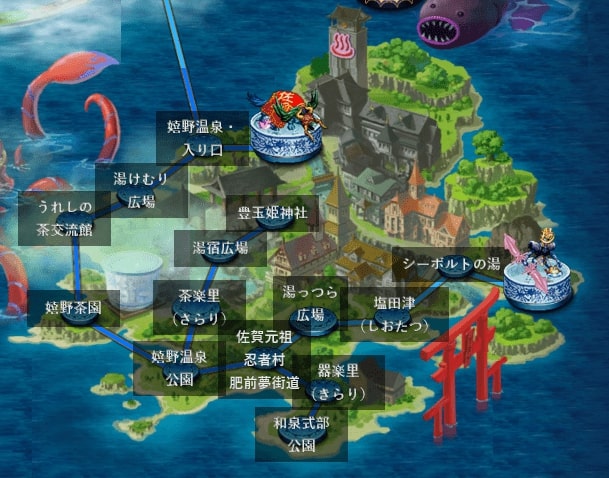 嬉野温泉・
入り口
湯けむり
広場
うれしの
茶交流館
豊玉姫神社
湯宿広場
シーボルトの湯
嬉野茶園
茶楽里
（さらり）
湯っつら
広場
塩田津
（しおたつ）
嬉野温泉
公園
佐賀元祖
忍者村
肥前夢街道
器楽里
（きらり）
和泉式部
公園